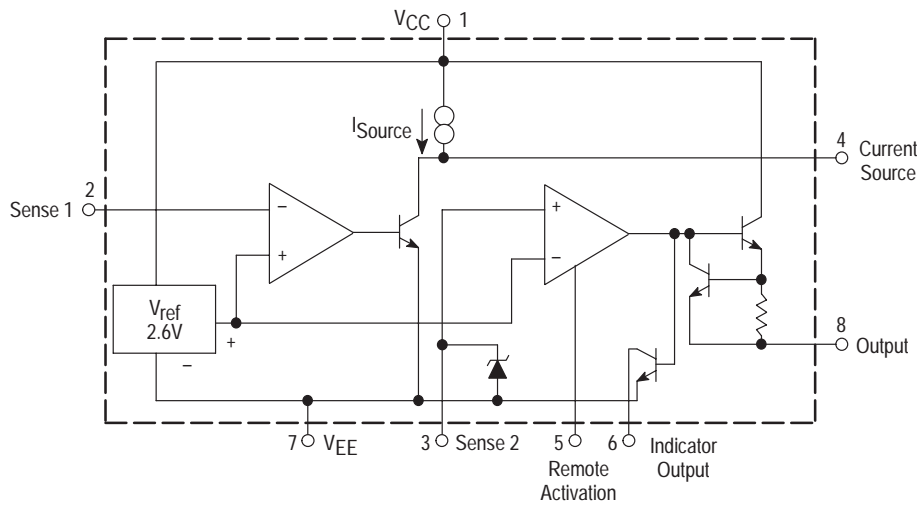 VCC 1
ISource
4
Current
Source
2
Sense 1
−
+
+
−
Vref
2.6V
+
−
8
Output
7 VEE
3 Sense 2
5
Remote
Activation
6 Indicator
Output